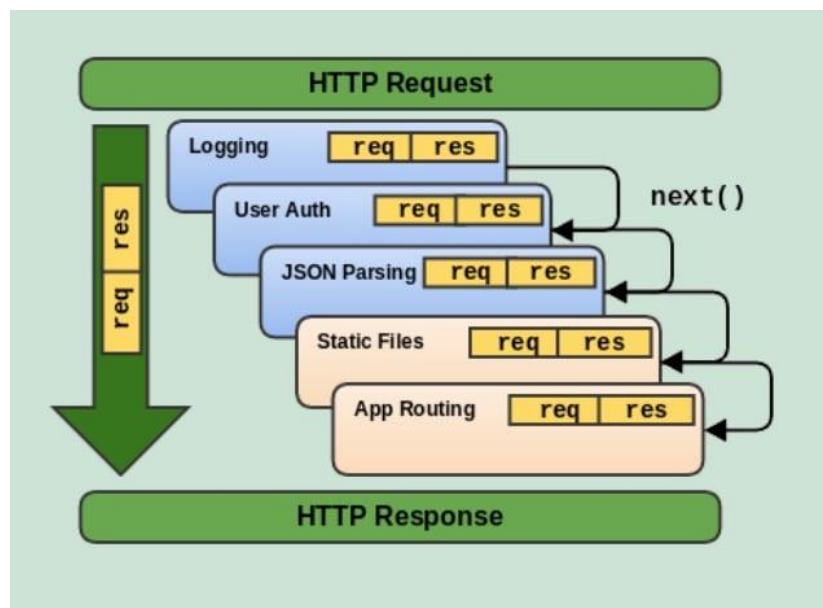 HTTP Request
Logging req res
next()
User Auth req res
JSON Parsing req res
Static Files req res
App Routing req res
req res
HTTP Response